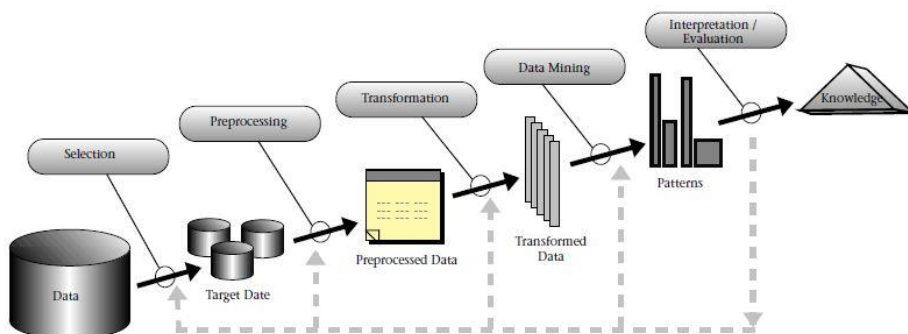 Interpretation /
Evaluation
Data Mining
Transformation
Preprocessing
Selection
Knowledge
Patterns
Transformed
Data
Preprocessed Data
Target Date
Data